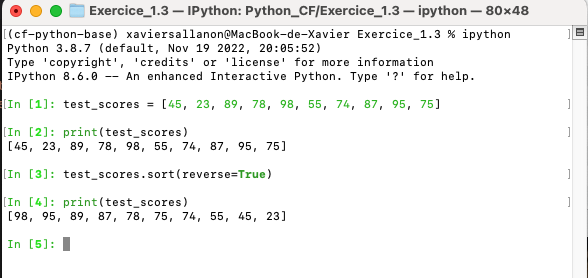 Exercice_1.3 — IPython: Python_CF/Exercice_1.3 — ipython — 80×48
[(cf-python-base) xaviersallanon@MacBook-de-Xavier Exercice_1.3 % ipython ]
Python 3.8.7 (default, Nov 19 2022, 20:05:52)
Type 'copyright', 'credits' or 'license' for more information
IPython 8.6.0 -- An enhanced Interactive Python. Type '?' for help.
[In [1]: test_scores = [45, 23, 89, 78, 98, 55, 74, 87, 95, 75] ]
[In [2]: print(test_scores) ]
[45, 23, 89, 78, 98, 55, 74, 87, 95, 75]
[In [3]: test_scores.sort(reverse=True) ]
[In [4]: print(test_scores) ]
[98, 95, 89, 87, 78, 75, 74, 55, 45, 23]
In [5]: